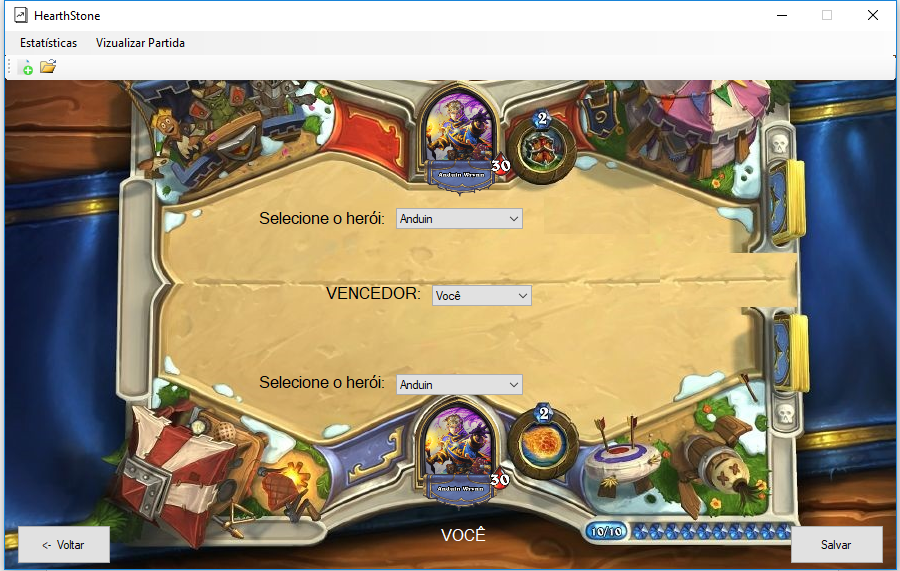 HearthStone
Estatísticas Vizualizar Partida
2
30
Anduin Wrynn
Selecione o herói: Anduin
VENCEDOR: Você
Selecione o herói: Anduin
2
30
Anduin Wrynn
10/10
VOCÊ
<- Voltar
Salvar